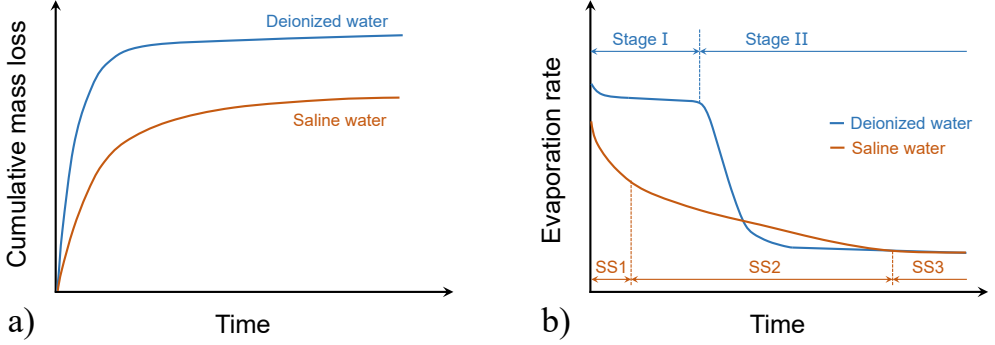 Cumulative mass loss
Deionized water
Saline water
Time
a)
Evaporation rate
Stage I
Stage II
Deionized water
Saline water
SS1
SS2
SS3
Time
b)